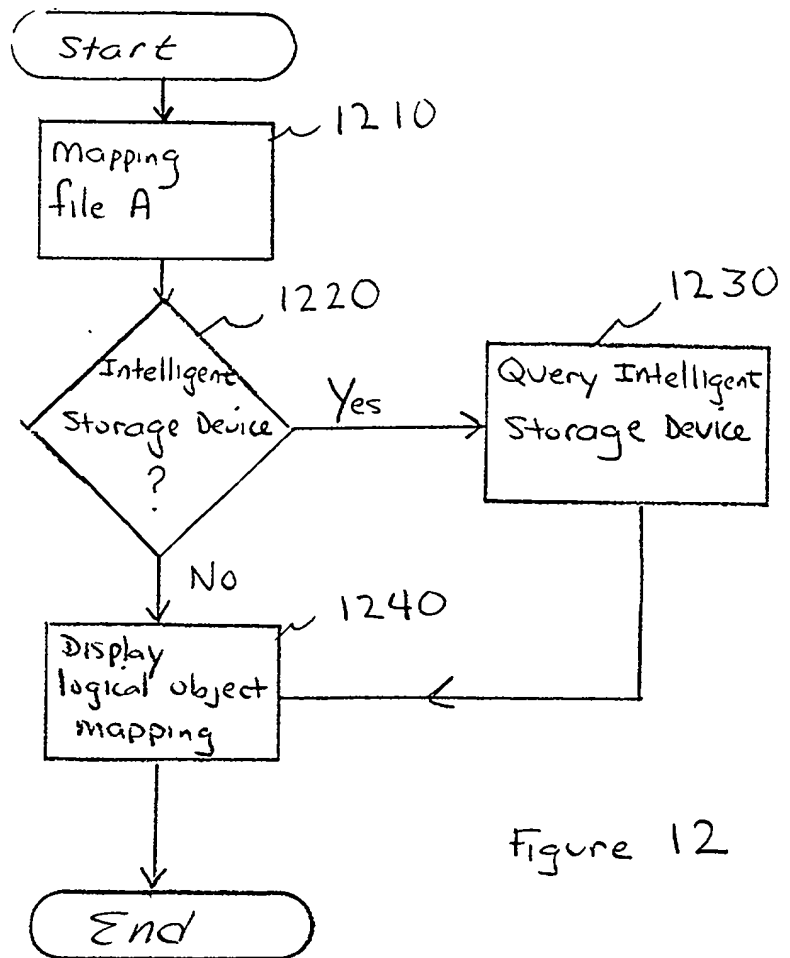 Start
1210
Mapping
file A
1220
1230
Intelligent
Storage Device
?
Yes
Query Intelligent
Storage Device
No
1240
Display
logical object
mapping
Figure 12
End